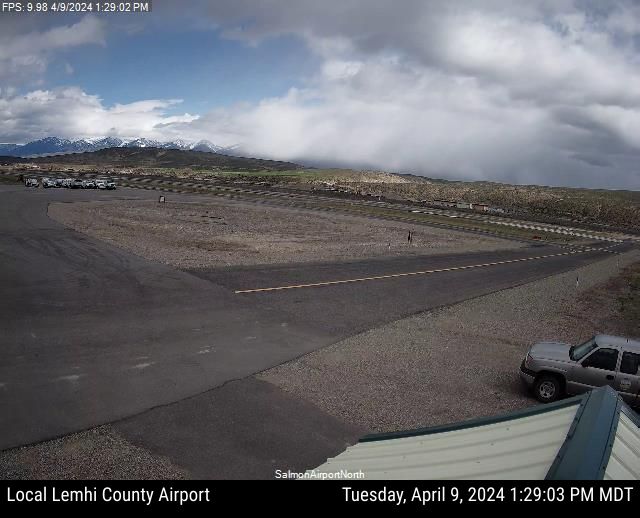 FPS: 9.98 4/9/2024 1:29:02 PM
SalmonAirportNorth
Local Lemhi County Airport
Tuesday, April 9, 2024 1:29:03 PM MDT